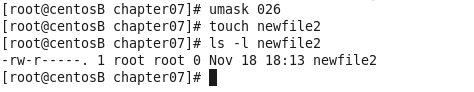 [root@centosB chapter07]# umask 026
[root@centosB chapter07]# touch newfile2
[root@centosB chapter07]# ls -l newfile2
-rw-r-----. 1 root root 0 Nov 18 18:13 newfile2
[root@centosB chapter07]#